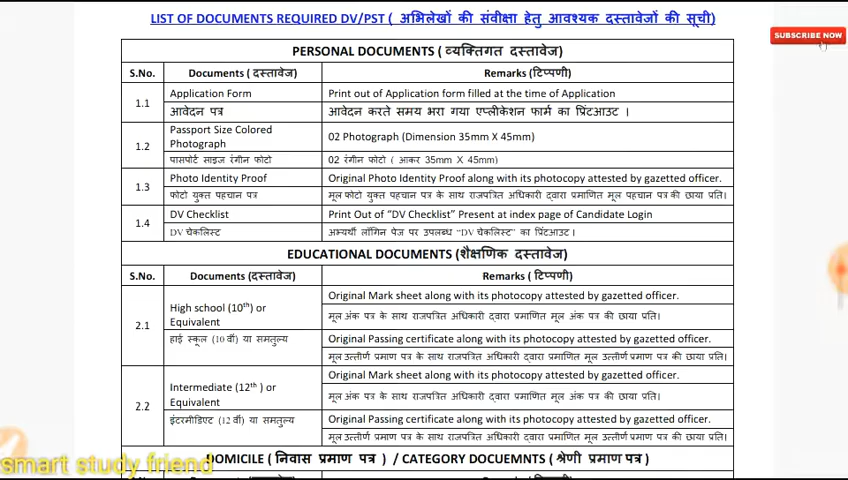 LIST OF DOCUMENTS REQUIRED DV/PST ( अभिलेखों की संवीक्षा हेतु आवश्यक दस्तावेजों की सूची)
SUBSCRIBE NOW
PERSONAL DOCUMENTS ( व्यक्तिगत दस्तावेज)
S.No. Documents ( दस्तावेज) Remarks (टिप्पणी)
1.1 Application Form Print out of Application form filled at the time of Application
आवेदन पत्र आवेदन करते समय भरा गया एप्लीकेशन फार्म का प्रिंटआउट ।
1.2 Passport Size Colored
Photograph 02 Photograph (Dimension 35mm X 45mm)
पासपोर्ट साइज रंगीन फोटो 02 रंगीन फोटो ( आकर 35mm X 45mm)
1.3 Photo Identity Proof Original Photo Identity Proof along with its photocopy attested by gazetted officer.
फोटो युक्त पहचान पत्र मूल फोटो युक्त पहचान पत्र के साथ राजपत्रित अधिकारी द्वारा प्रमाणित मूल पहचान पत्र की छाया प्रति।
1.4 DV Checklist Print Out of “DV Checklist” Present at index page of Candidate Login
DV चेकलिस्ट अभ्यर्थी लॉगिन पेज पर उपलब्ध “DV चेकलिस्ट” का प्रिंटआउट ।
EDUCATIONAL DOCUMENTS (शैक्षणिक दस्तावेज)
S.No. Documents (दस्तावेज) Remarks ( टिप्पणी)
2.1 High school (10th) or
Equivalent
हाई स्कूल (10 वीं) या समतुल्य
Original Mark sheet along with its photocopy attested by gazetted officer.
मूल अंक पत्र के साथ राजपत्रित अधिकारी द्वारा प्रमाणित मूल अंक पत्र की छाया प्रति।
Original Passing certificate along with its photocopy attested by gazetted officer.
मूल उत्तीर्ण प्रमाण पत्र के साथ राजपत्रित अधिकारी द्वारा प्रमाणित मूल उत्तीर्ण प्रमाण पत्र की छाया प्रति।
2.2 Intermediate (12th ) or
Equivalent
इंटरमीडिएट (12 वीं) या समतुल्य
Original Mark sheet along with its photocopy attested by gazetted officer.
मूल अंक पत्र के साथ राजपत्रित अधिकारी द्वारा प्रमाणित मूल अंक पत्र की छाया प्रति।
Original Passing certificate along with its photocopy attested by gazetted officer.
मूल उत्तीर्ण प्रमाण पत्र के साथ राजपत्रित अधिकारी द्वारा प्रमाणित मूल उत्तीर्ण प्रमाण पत्र की छाया प्रति।
DOMICILE ( निवास प्रमाण पत्र ) / CATEGORY DOCUEMNTS ( श्रेणी प्रमाण पत्र )
smart study friend